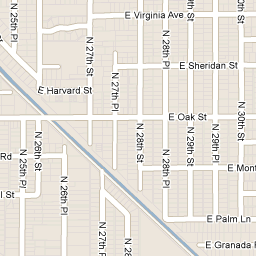 E Virginia Ave
N 25th Pl
N 27th St
N 28th Pl
E Sheridan St
N 27th Pl
E Harvard St
E Oak St
N 30th St
N 26th St
N 28th St
N 29th St
N 29th Pl
Rd
N 25th Pl
E Mont
N 26th Pl
N 28th Pl
l St
N 27th Pl
N 28th St
E Palm Ln
E Granada R